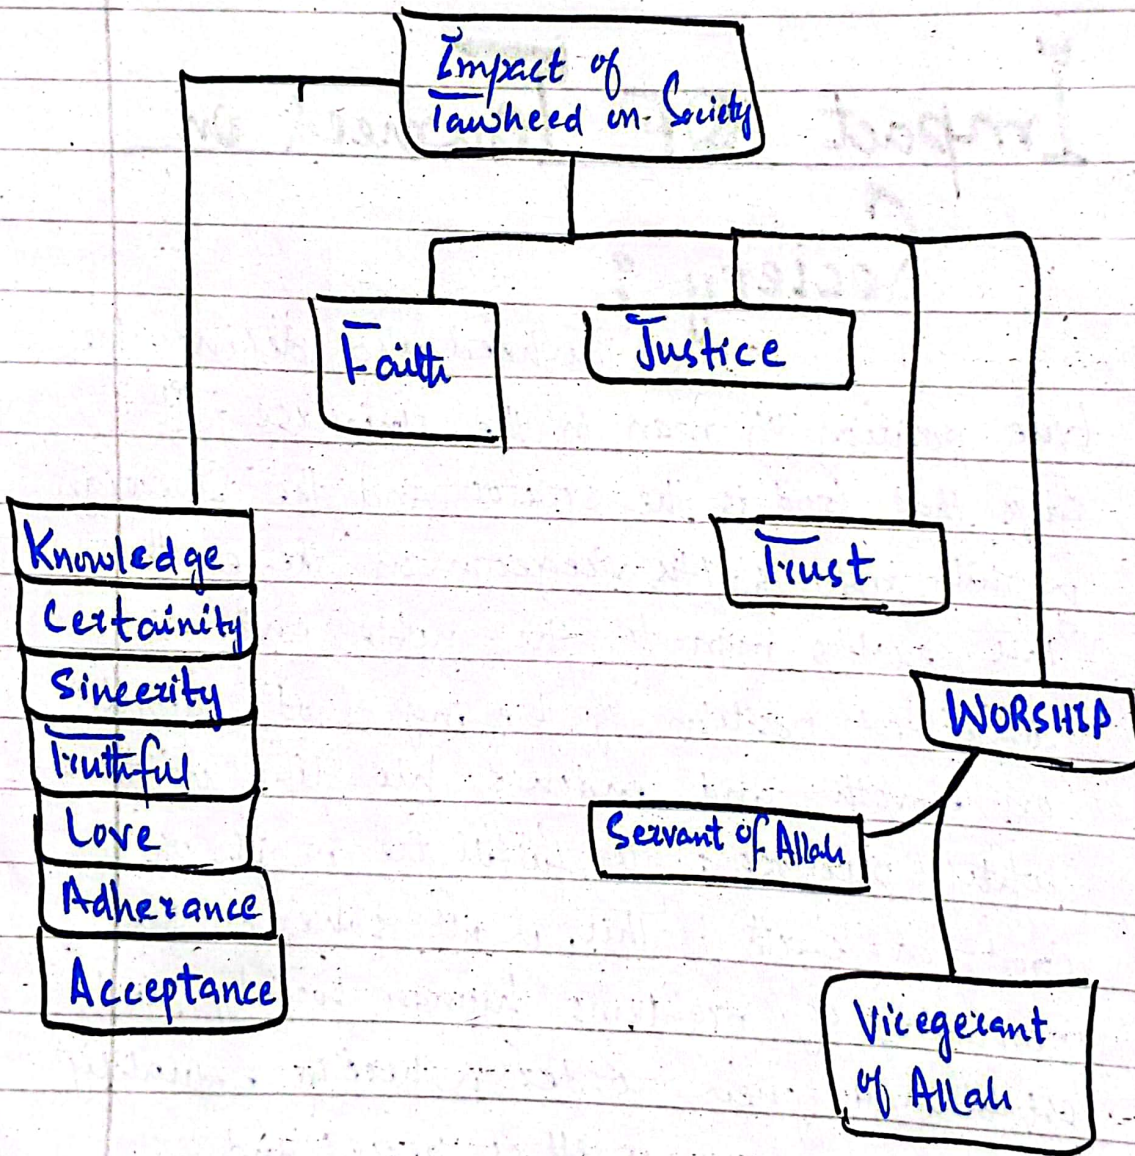 Impact of
Tawheed on Society
Faith
Justice
Trust
WORSHIP
Servant of Allah
Vicegerant
of Allah
Knowledge
Certainity
Sincerity
Truthful
Love
Adherance
Acceptance